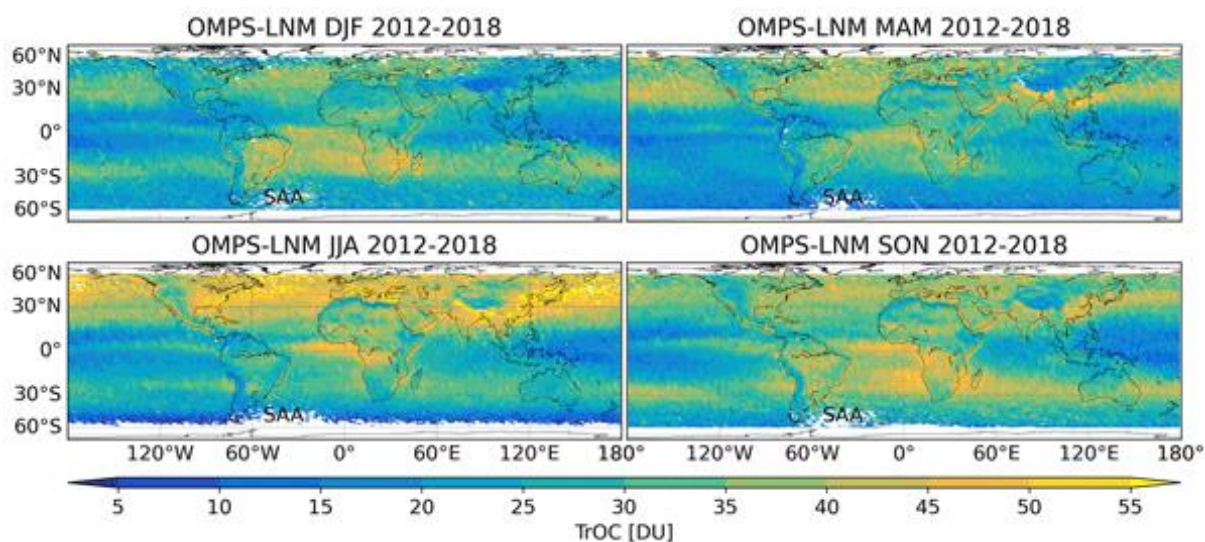 OMPS-LNM DJF 2012-2018
OMPS-LNM MAM 2012-2018
60°N
30°N
0°
30°S
60°S
SAA
SAA
180°
OMPS-LNM JJA 2012-2018
OMPS-LNM SON 2012-2018
60°N
30°N
0°
30°S
60°S
SAA
SAA
120°W 60°W 0° 60°E 120°E 180° 120°W 60°W 0° 60°E 120°E 180°
5 10 15 20 25 30 35 40 45 50 55
TrOC [DU]